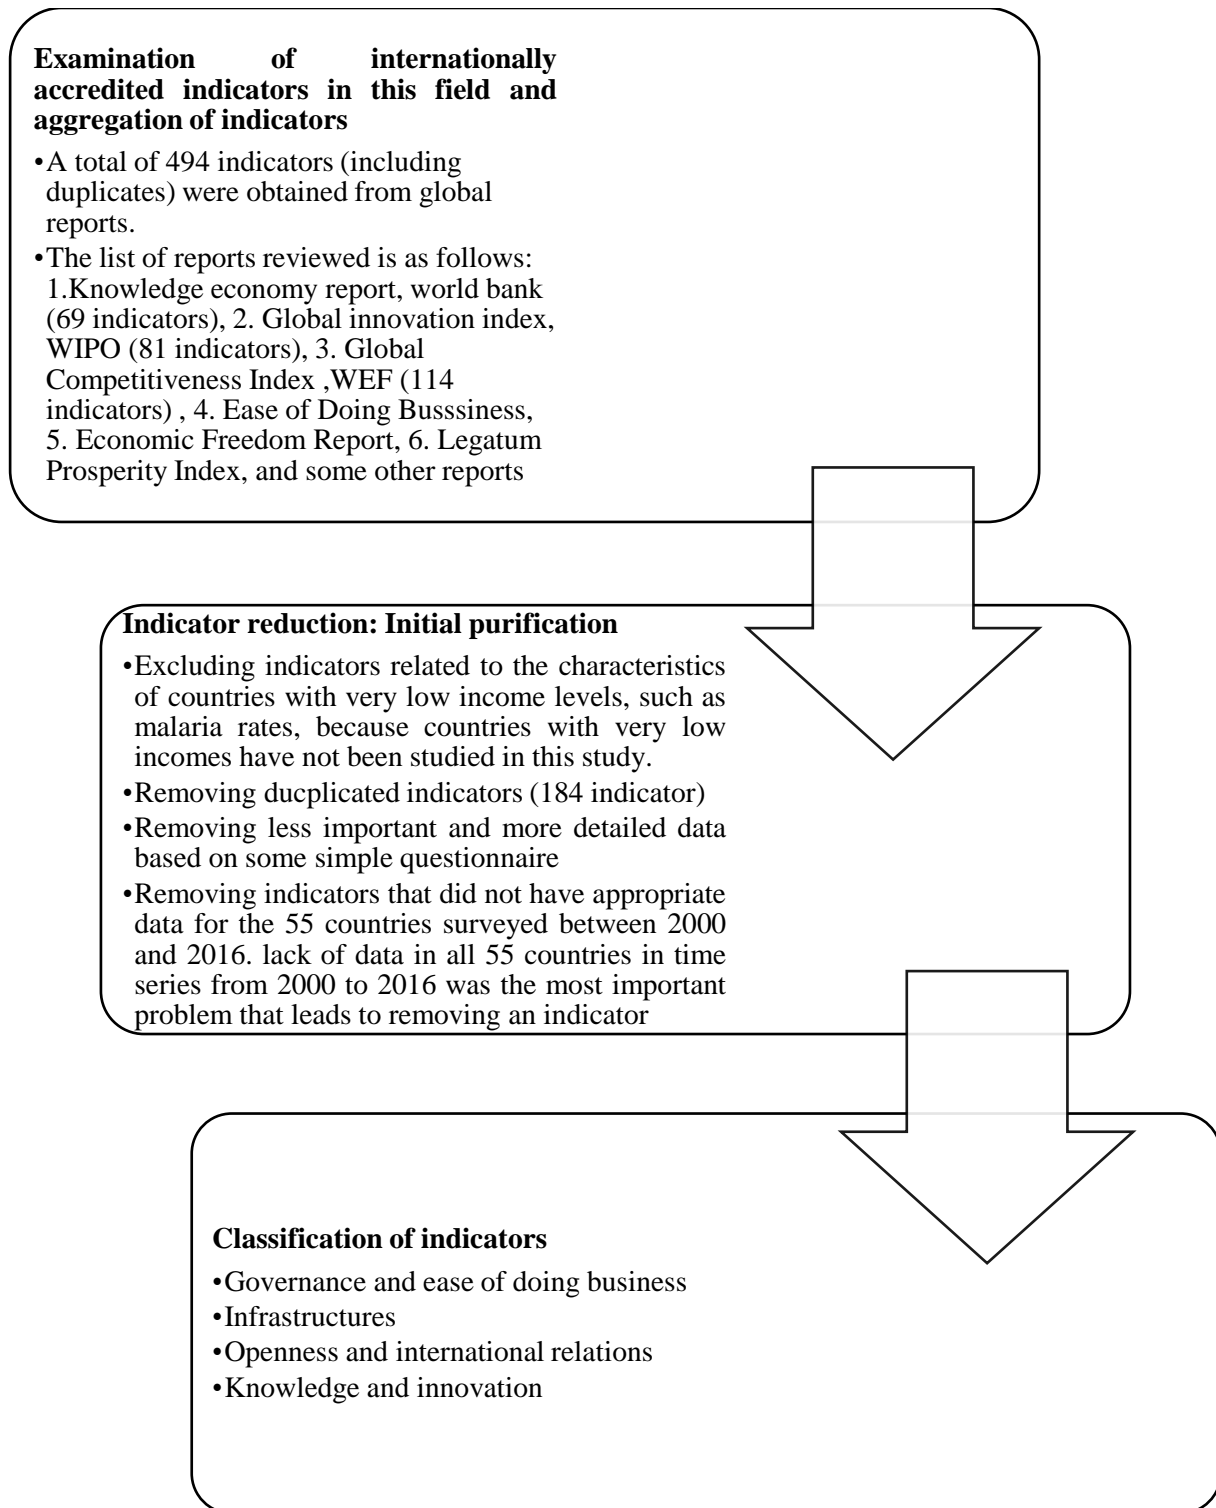 Examination of internationally
accredited indicators in this field and
aggregation of indicators
•A total of 494 indicators (including
duplicates) were obtained from global
reports.
•The list of reports reviewed is as follows:
1.Knowledge economy report, world bank
(69 indicators), 2. Global innovation index,
WIPO (81 indicators), 3. Global
Competitiveness Index ,WEF (114
indicators) , 4. Ease of Doing Busssiness,
5. Economic Freedom Report, 6. Legatum
Prosperity Index, and some other reports
Indicator reduction: Initial purification
•Excluding indicators related to the characteristics
of countries with very low income levels, such as
malaria rates, because countries with very low
incomes have not been studied in this study.
•Removing ducplicated indicators (184 indicator)
•Removing less important and more detailed data
based on some simple questionnaire
•Removing indicators that did not have appropriate
data for the 55 countries surveyed between 2000
and 2016. lack of data in all 55 countries in time
series from 2000 to 2016 was the most important
problem that leads to removing an indicator
Classification of indicators
•Governance and ease of doing business
•Infrastructures
•Openness and international relations
•Knowledge and innovation